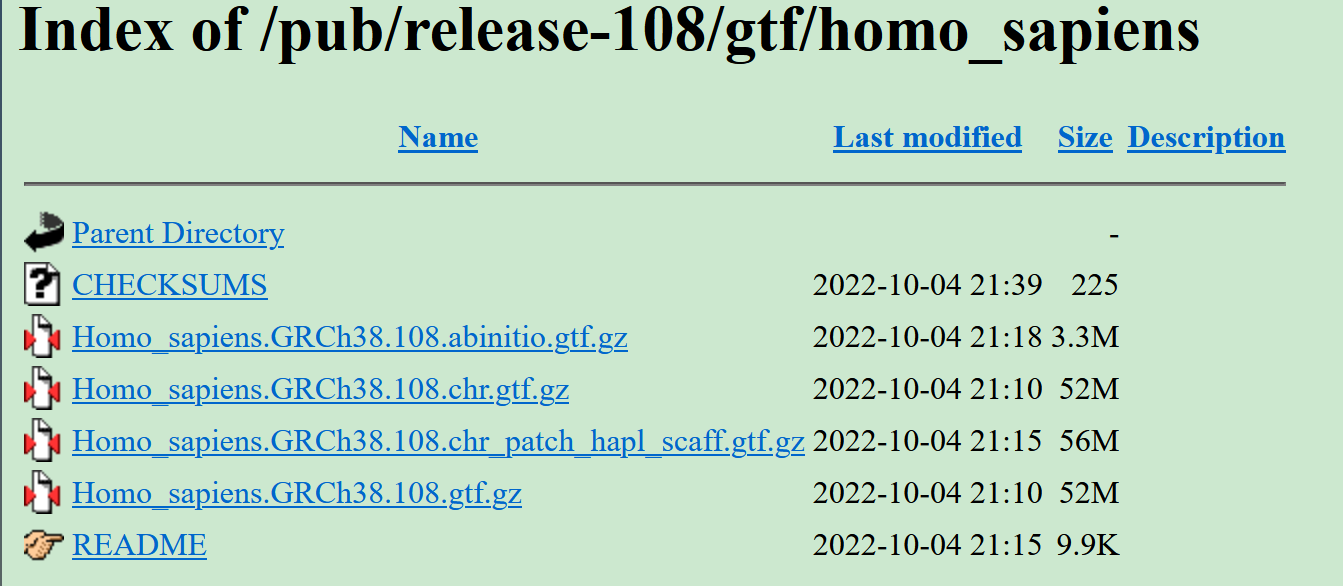 Index of /pub/release-108/gtf/homo_sapiens
Name Last modified Size Description
Parent Directory -
CHECKSUMS 2022-10-04 21:39 225
Homo_sapiens.GRCh38.108.abinitio.gtf.gz 2022-10-04 21:18 3.3M
Homo_sapiens.GRCh38.108.chr.gtf.gz 2022-10-04 21:10 52M
Homo_sapiens.GRCh38.108.chr_patch_hapl_scaff.gtf.gz 2022-10-04 21:15 56M
Homo_sapiens.GRCh38.108.gtf.gz 2022-10-04 21:10 52M
README 2022-10-04 21:15 9.9K